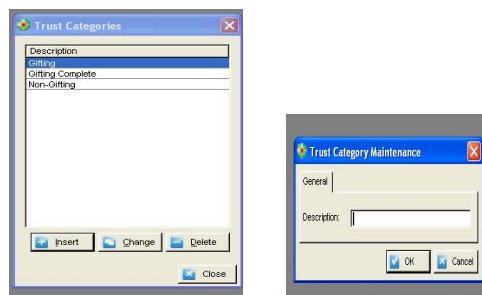 Trust Categories
Description
Gifting
Gifting Complete
Non-Gifting
Insert
Change
Delete
Close
Trust Category Maintenance
General
Description:
OK
Cancel